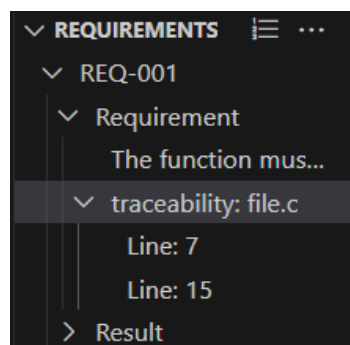 REQUIREMENTS
REQ-001
Requirement
The function mus...
traceability: file.c
Line: 7
Line: 15
Result